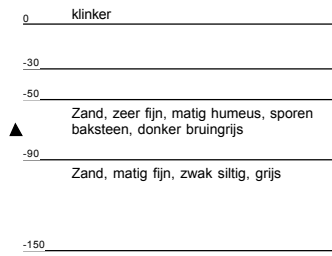 klinker
0
-30
-50
Zand, zeer fijn, matig humeus, sporen
baksteen, donker bruingrijs
-90
Zand, matig fijn, zwak siltig, grijs
-150